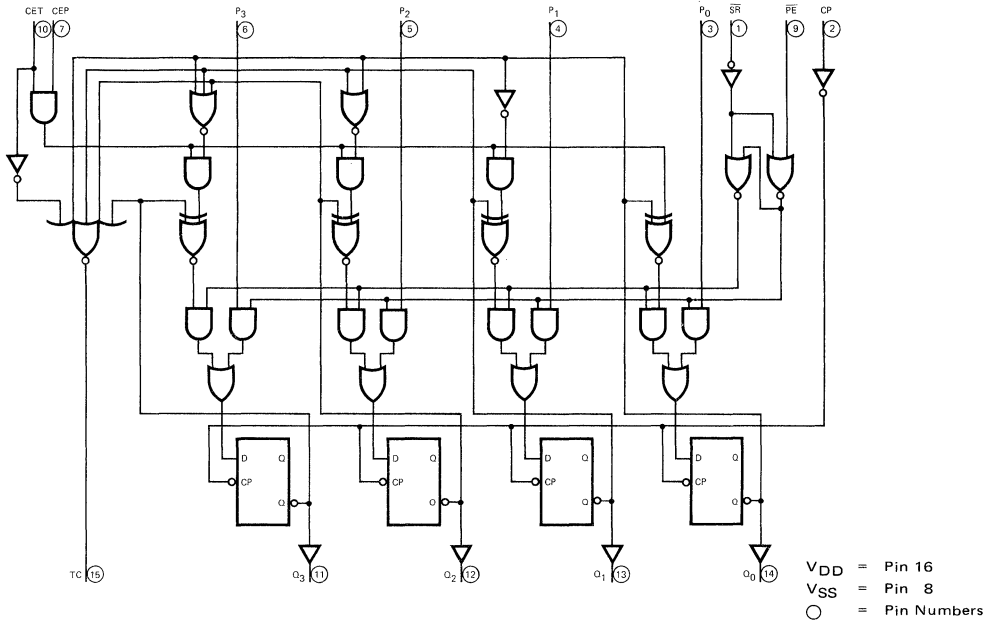 CET CEP P3 P2 P1 P0 SR PE CP
10 7 6 5 4 3 1 9 2
D Q D Q D Q D Q
CP CP CP CP
Q Q Q Q
TC 15 Q3 11 Q2 12 Q1 13 Q0 14
VDD = Pin 16
VSS = Pin 8
= Pin Numbers